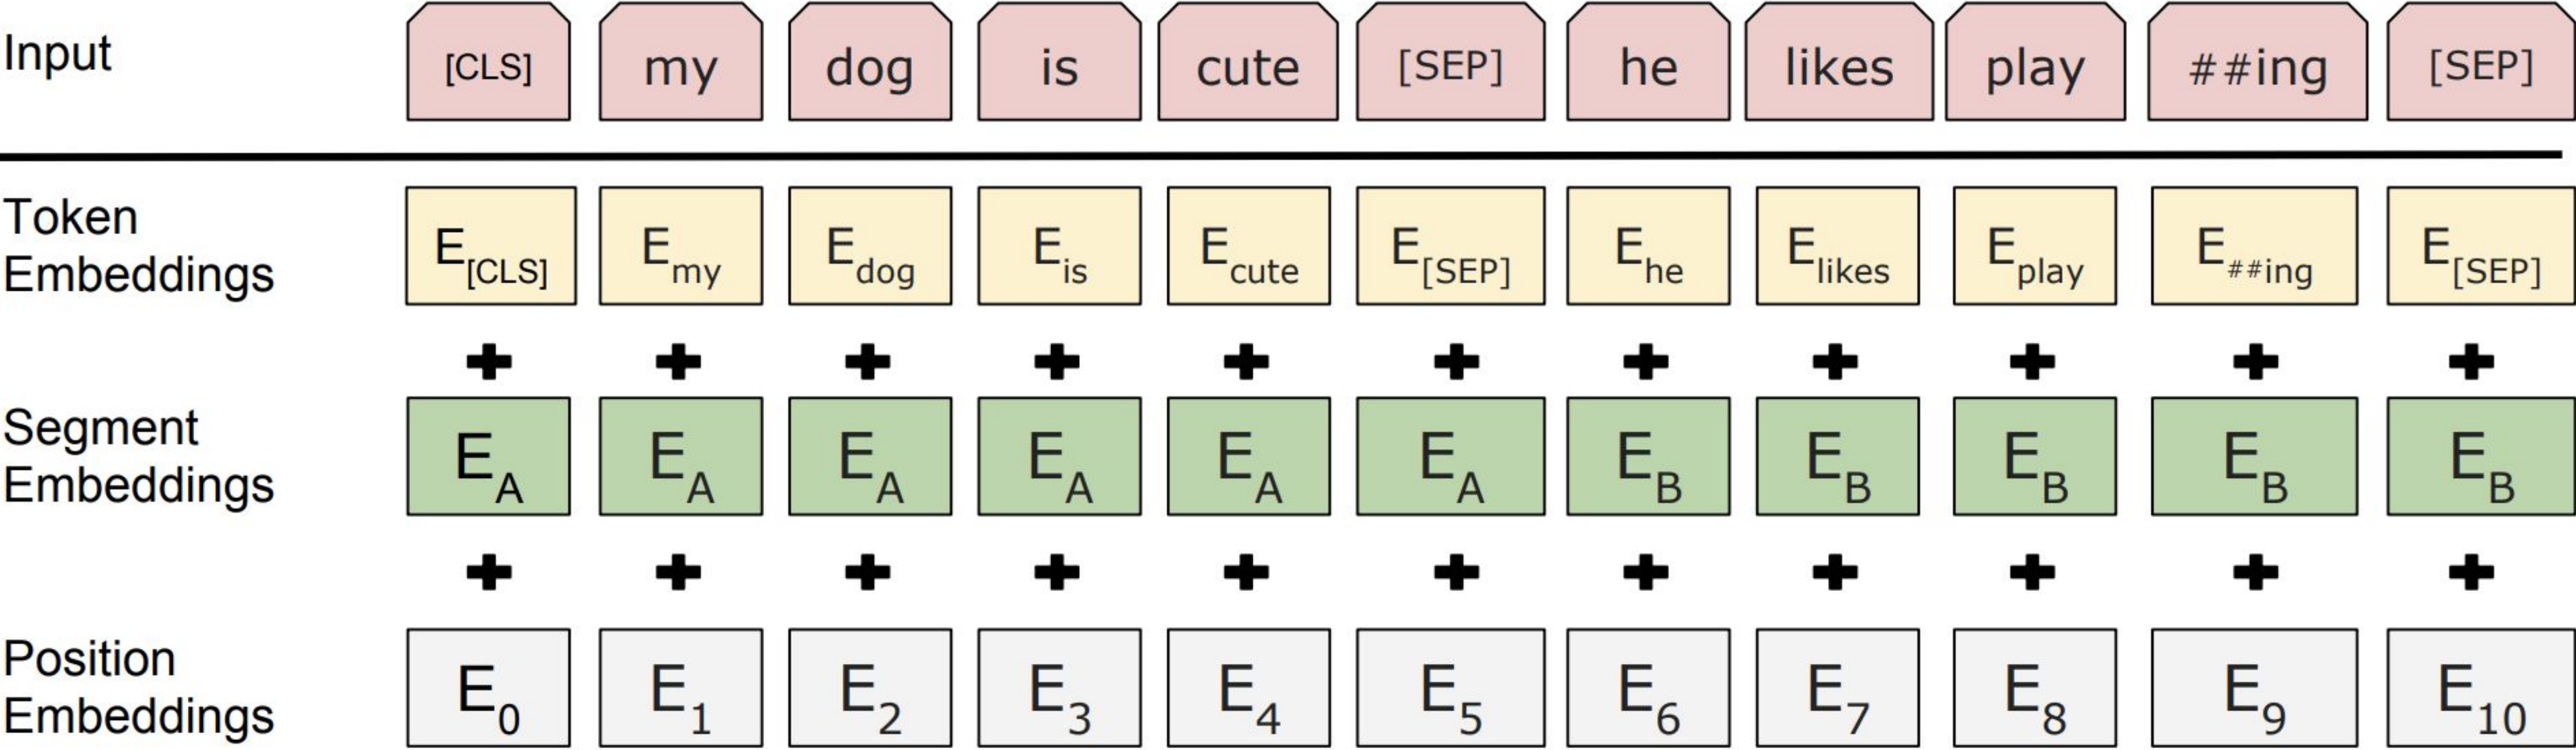 Input [CLS] my dog is cute [SEP] he likes play ##ing [SEP]
Token
Embeddings
E[CLS] Emy Edog Eis Ecute E[SEP] Ehe Elikes Eplay E##ing E[SEP]
+ + + + + + + + + + +
Segment
Embeddings
EA EA EA EA EA EA EB EB EB EB EB
+ + + + + + + + + + +
Position
Embeddings
E0 E1 E2 E3 E4 E5 E6 E7 E8 E9 E10